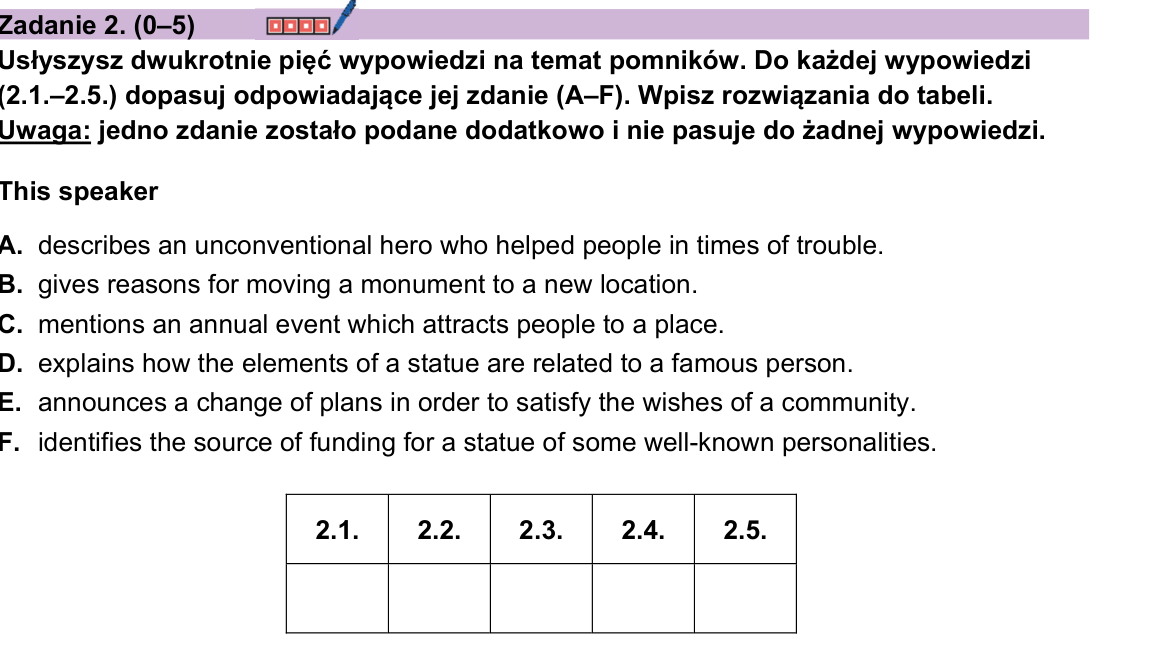 Zadanie 2. (0–5)
Usłyszysz dwukrotnie pięć wypowiedzi na temat pomników. Do każdej wypowiedzi
(2.1.–2.5.) dopasuj odpowiadające jej zdanie (A–F). Wpisz rozwiązania do tabeli.
Uwaga: jedno zdanie zostało podane dodatkowo i nie pasuje do żadnej wypowiedzi.
This speaker
A. describes an unconventional hero who helped people in times of trouble.
B. gives reasons for moving a monument to a new location.
C. mentions an annual event which attracts people to a place.
D. explains how the elements of a statue are related to a famous person.
E. announces a change of plans in order to satisfy the wishes of a community.
F. identifies the source of funding for a statue of some well-known personalities.
2.1. 2.2. 2.3. 2.4. 2.5.